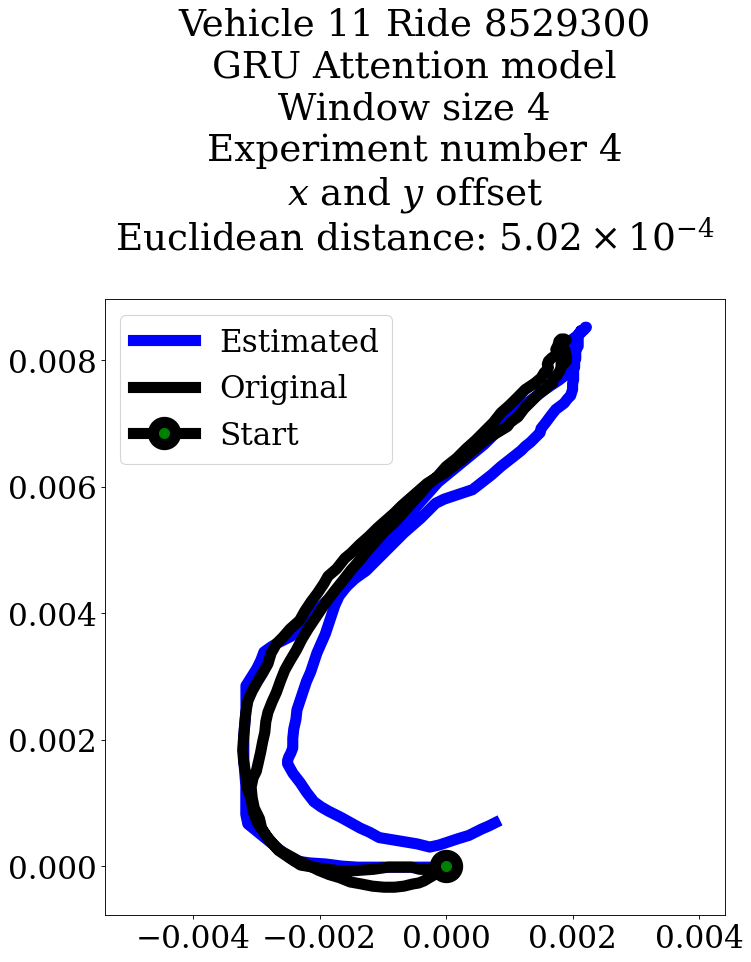 Vehicle 11 Ride 8529300
GRU Attention model
Window size 4
Experiment number 4
x and y offset
Euclidean distance: 5.02 × 10⁻⁴
Estimated
Original
Start
0.008
0.006
0.004
0.002
0.000
−0.004 −0.002 0.000 0.002 0.004